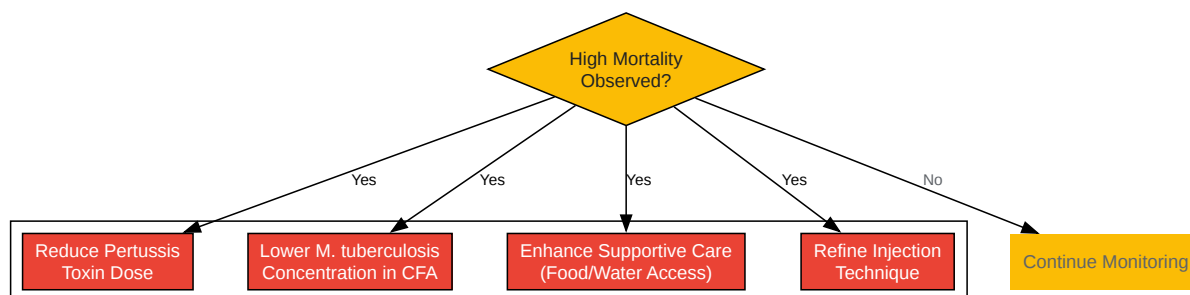 High Mortality
Observed?
Yes
Yes
Yes
Yes
No
Reduce Pertussis
Toxin Dose
Lower M. tuberculosis
Concentration in CFA
Enhance Supportive Care
(Food/Water Access)
Refine Injection
Technique
Continue Monitoring